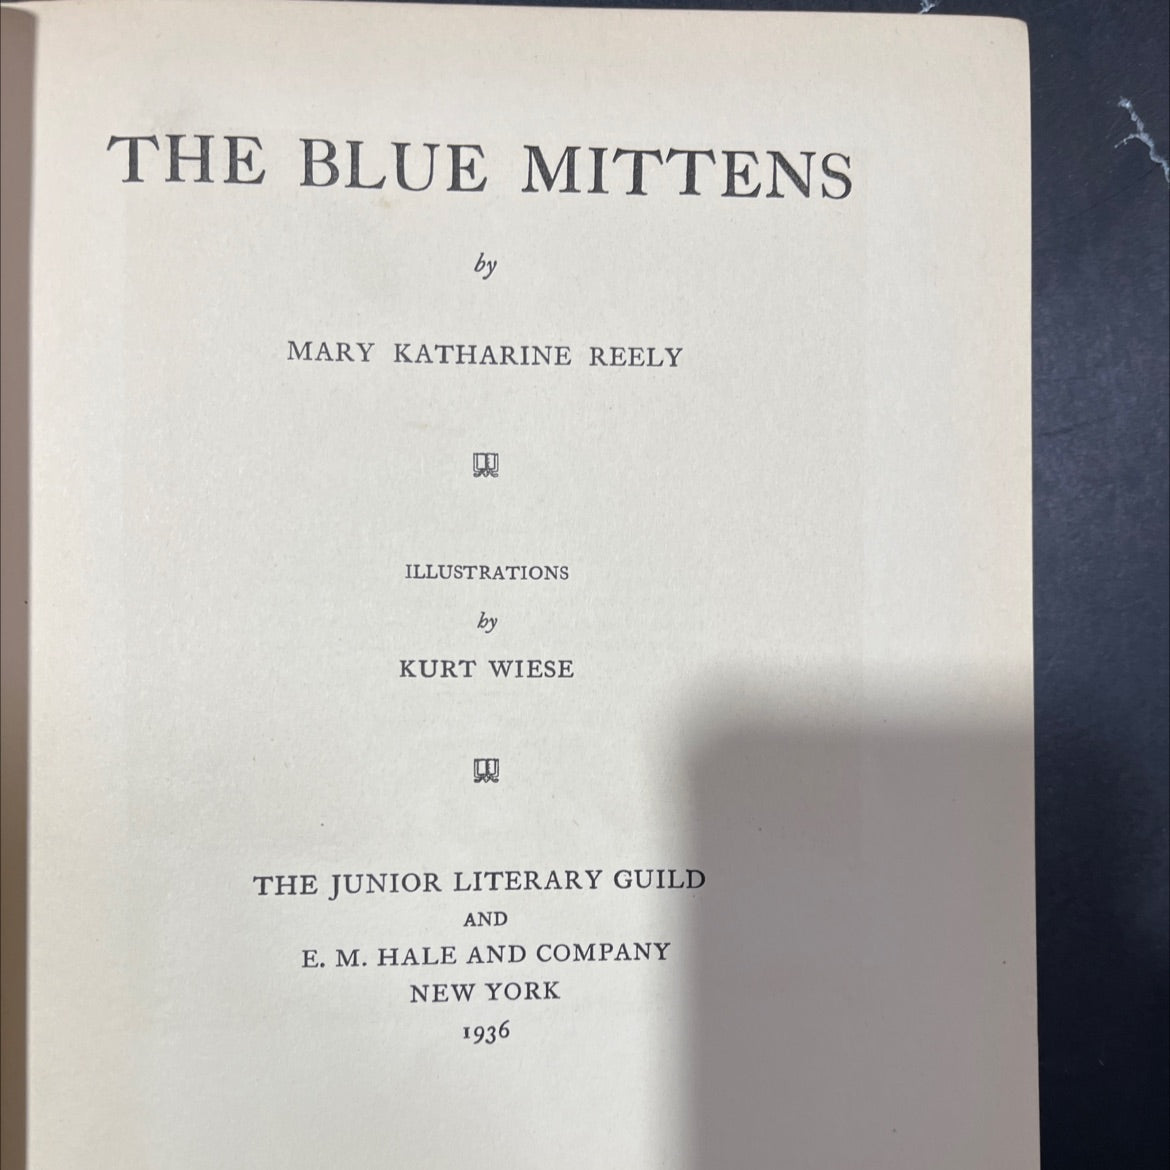 THE BLUE MITTENS
by
MARY KATHARINE REELY
ILLUSTRATIONS
by
KURT WIESE
THE JUNIOR LITERARY GUILD
AND
E. M. HALE AND COMPANY
NEW YORK
1936